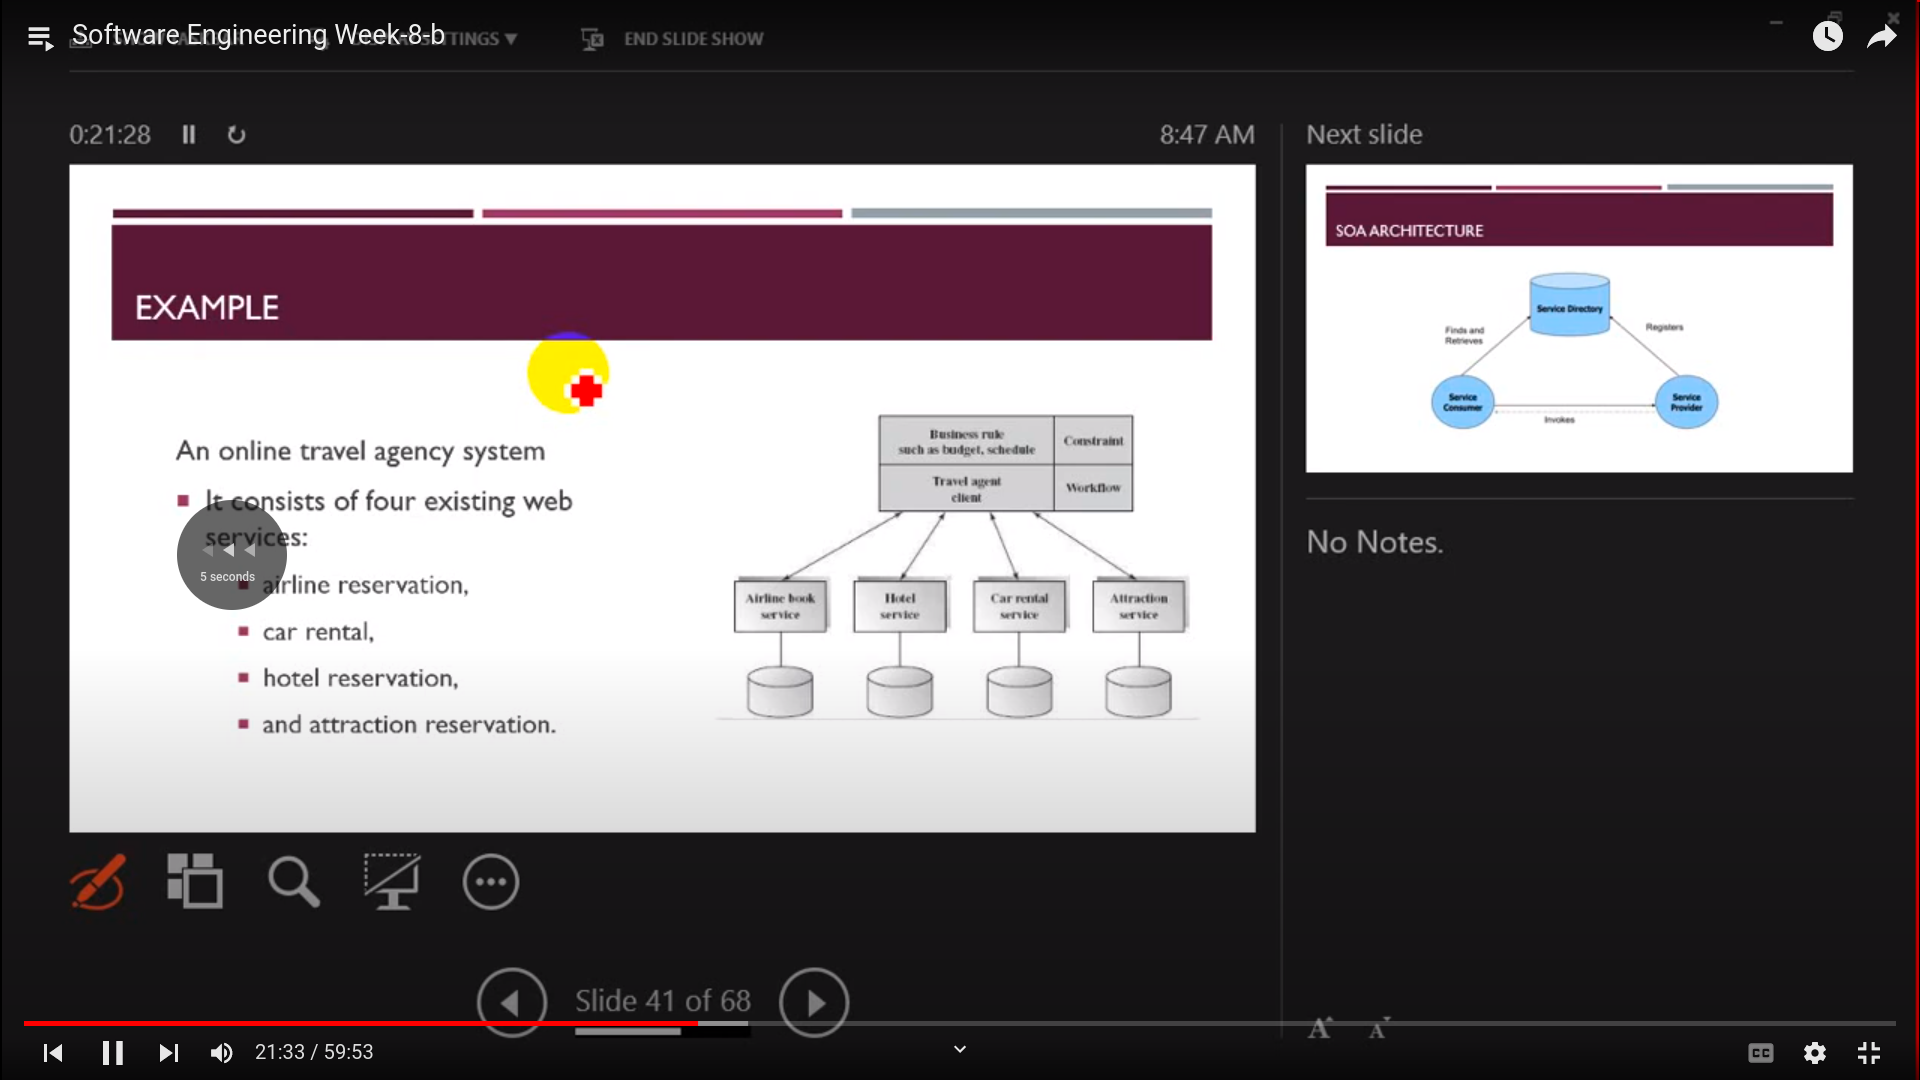 Software Engineering Week-8-b
TTINGS
END SLIDE SHOW
0:21:28
8:47 AM
Next slide
EXAMPLE
An online travel agency system
It consists of four existing web
services:
5 seconds
airline reservation,
car rental,
hotel reservation,
and attraction reservation.
Business rule
such as budget, schedule
Constraint
Travel agent
client
Workflow
Airline book
service
Hotel
service
Car rental
service
Attraction
service
SOA ARCHITECTURE
Service Directory
Finds and
Retrieves
Registers
Service
Consumer
Service
Provider
Invokes
No Notes.
Slide 41 of 68
A A
21:33 / 59:53
CC